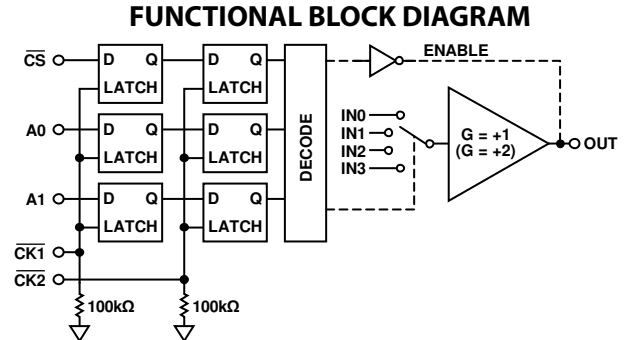 FUNCTIONAL BLOCK DIAGRAM
CS
D Q
LATCH
D Q
LATCH
ENABLE
A0
D Q
LATCH
D Q
LATCH
DECODE
IN0
IN1
IN2
IN3
G = +1
(G = +2)
OUT
A1
D Q
LATCH
D Q
LATCH
CK1
CK2
100kΩ
100kΩ